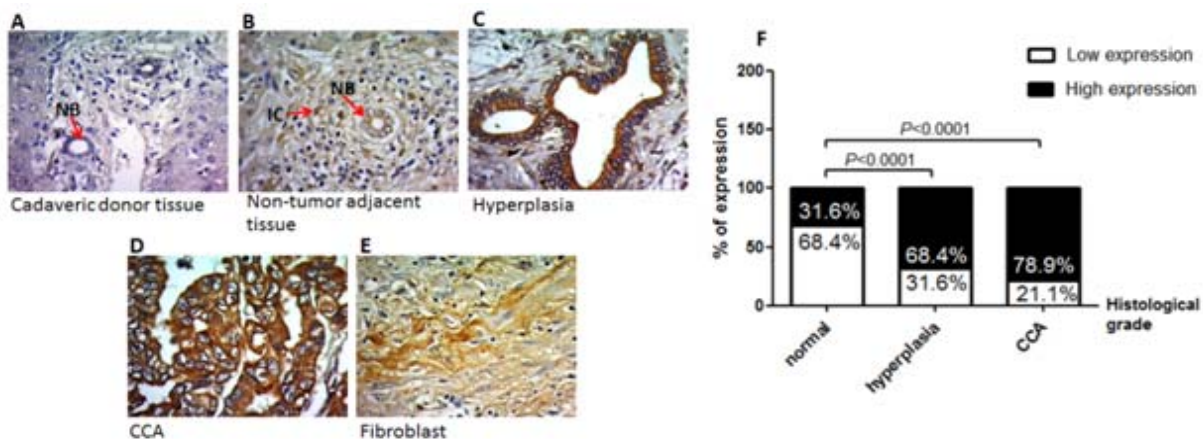 A
B
C
NB
IC
NB
Cadaveric donor tissue
Non-tumor adjacent
tissue
Hyperplasia
D
E
CCA
Fibroblast
F
Low expression
High expression
200
150
100
50
0
% of expression
P<0.0001
P<0.0001
31.6%
68.4%
68.4%
31.6%
78.9%
21.1%
normal
hyperplasia
CCA
Histological
grade